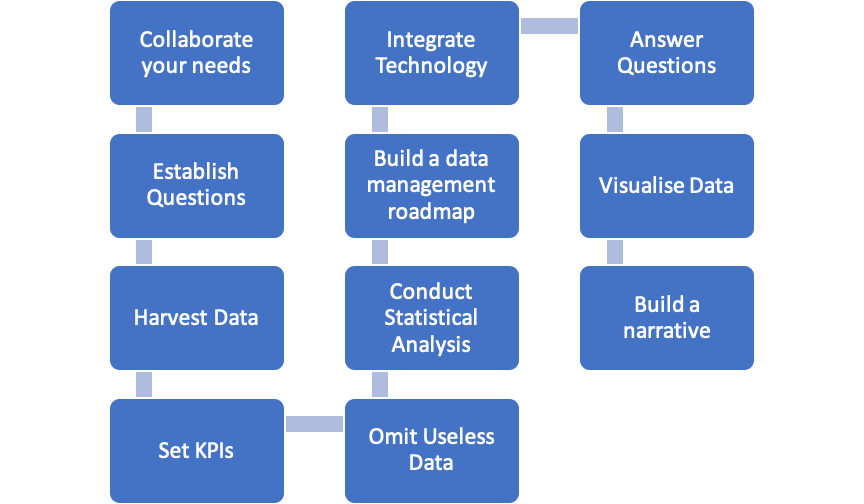 Collaborate
your needs
Establish
Questions
Harvest Data
Set KPIs
Omit Useless
Data
Conduct
Statistical
Analysis
Build a data
management
roadmap
Integrate
Technology
Answer
Questions
Visualise Data
Build a
narrative